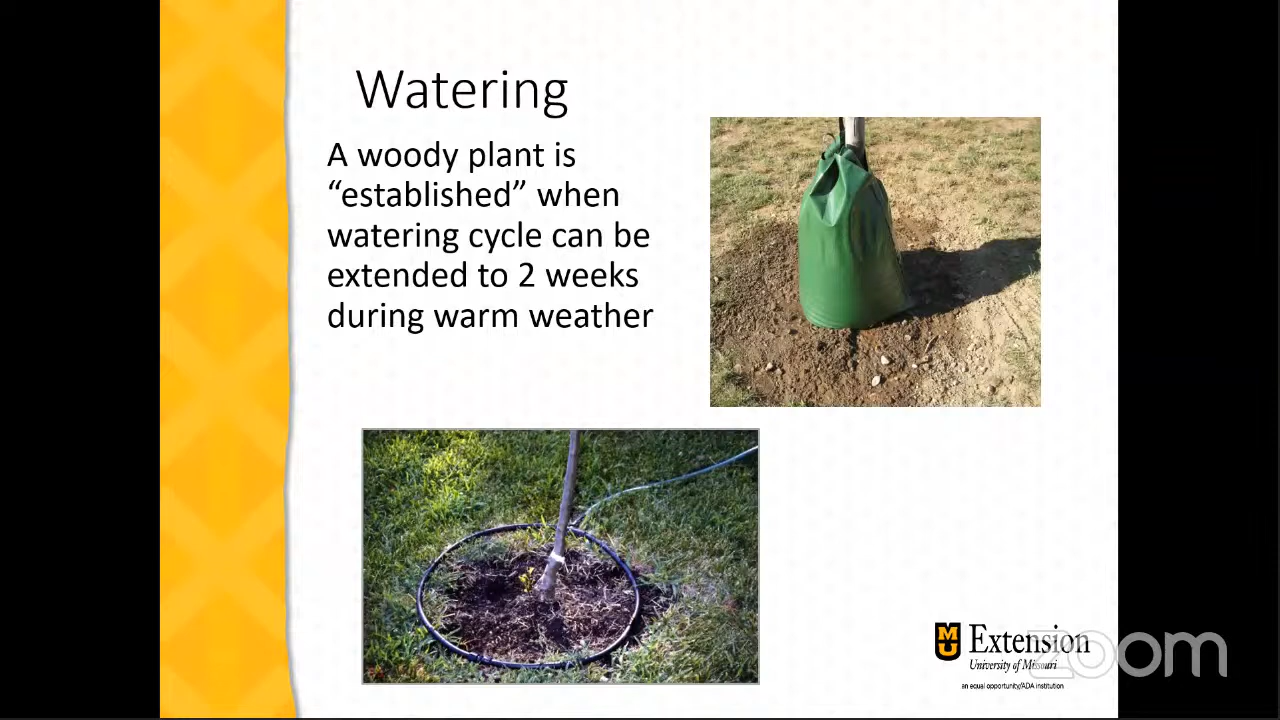 Watering
A woody plant is
“established” when
watering cycle can be
extended to 2 weeks
during warm weather
MU
Extension
University of Missouri
an equal opportunity/ADA institution
zoom